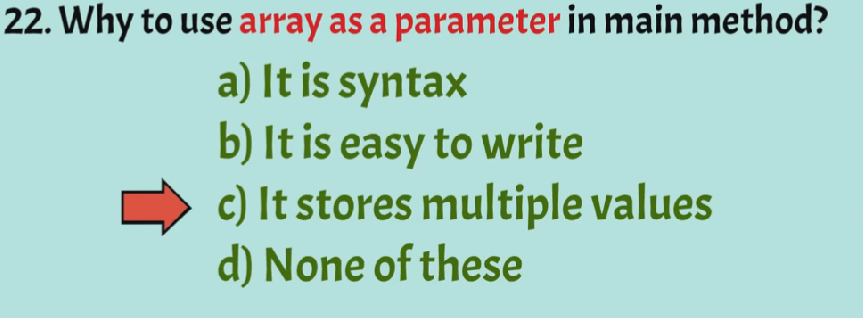 22. Why to use array as a parameter in main method?
a) It is syntax
b) It is easy to write
c) It stores multiple values
d) None of these